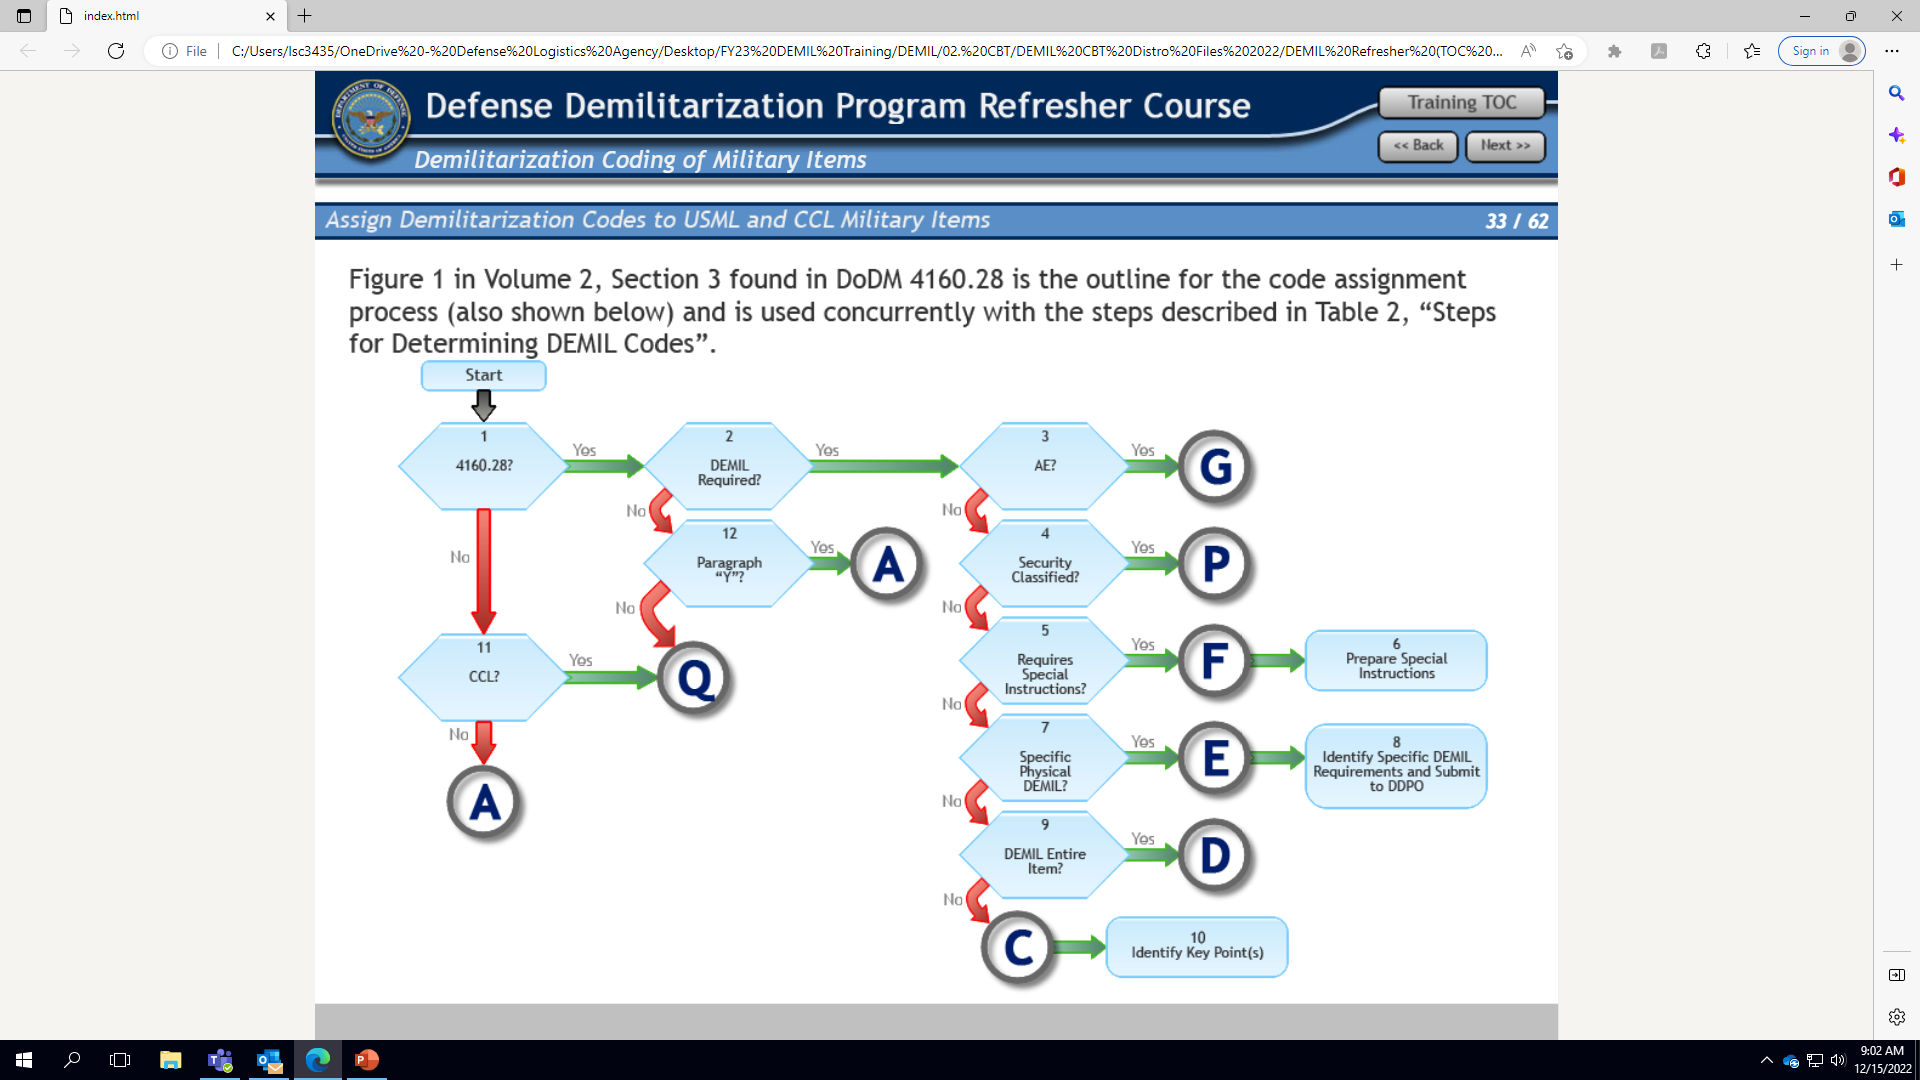 index.html
File
C:/Users/lsc3435/OneDrive%20-%20Defense%20Logistics%20Agency/Desktop/FY23%20DEMIL%20Training/DEMIL/02.%20CBT/DEMIL%20CBT%20Distro%20Files%202022/DEMIL%20Refresher%20(TOC%20...
Sign in
Defense Demilitarization Program Refresher Course
Training TOC
<< Back
Next >>
Demilitarization Coding of Military Items
Assign Demilitarization Codes to USML and CCL Military Items
33 / 62
Figure 1 in Volume 2, Section 3 found in DoDM 4160.28 is the outline for the code assignment
process (also shown below) and is used concurrently with the steps described in Table 2, “Steps
for Determining DEMIL Codes”.
Start
1
4160.28?
Yes
No
2
DEMIL
Required?
Yes
No
3
AE?
Yes
G
No
12
Paragraph
“Y”?
Yes
A
No
4
Security
Classified?
Yes
P
No
5
Requires
Special
Instructions?
Yes
F
6
Prepare Special
Instructions
No
11
CCL?
Yes
Q
No
A
7
Specific
Physical
DEMIL?
Yes
E
8
Identify Specific DEMIL
Requirements and Submit
to DDPO
No
9
DEMIL Entire
Item?
Yes
D
No
C
10
Identify Key Point(s)
9:02 AM
12/15/2022